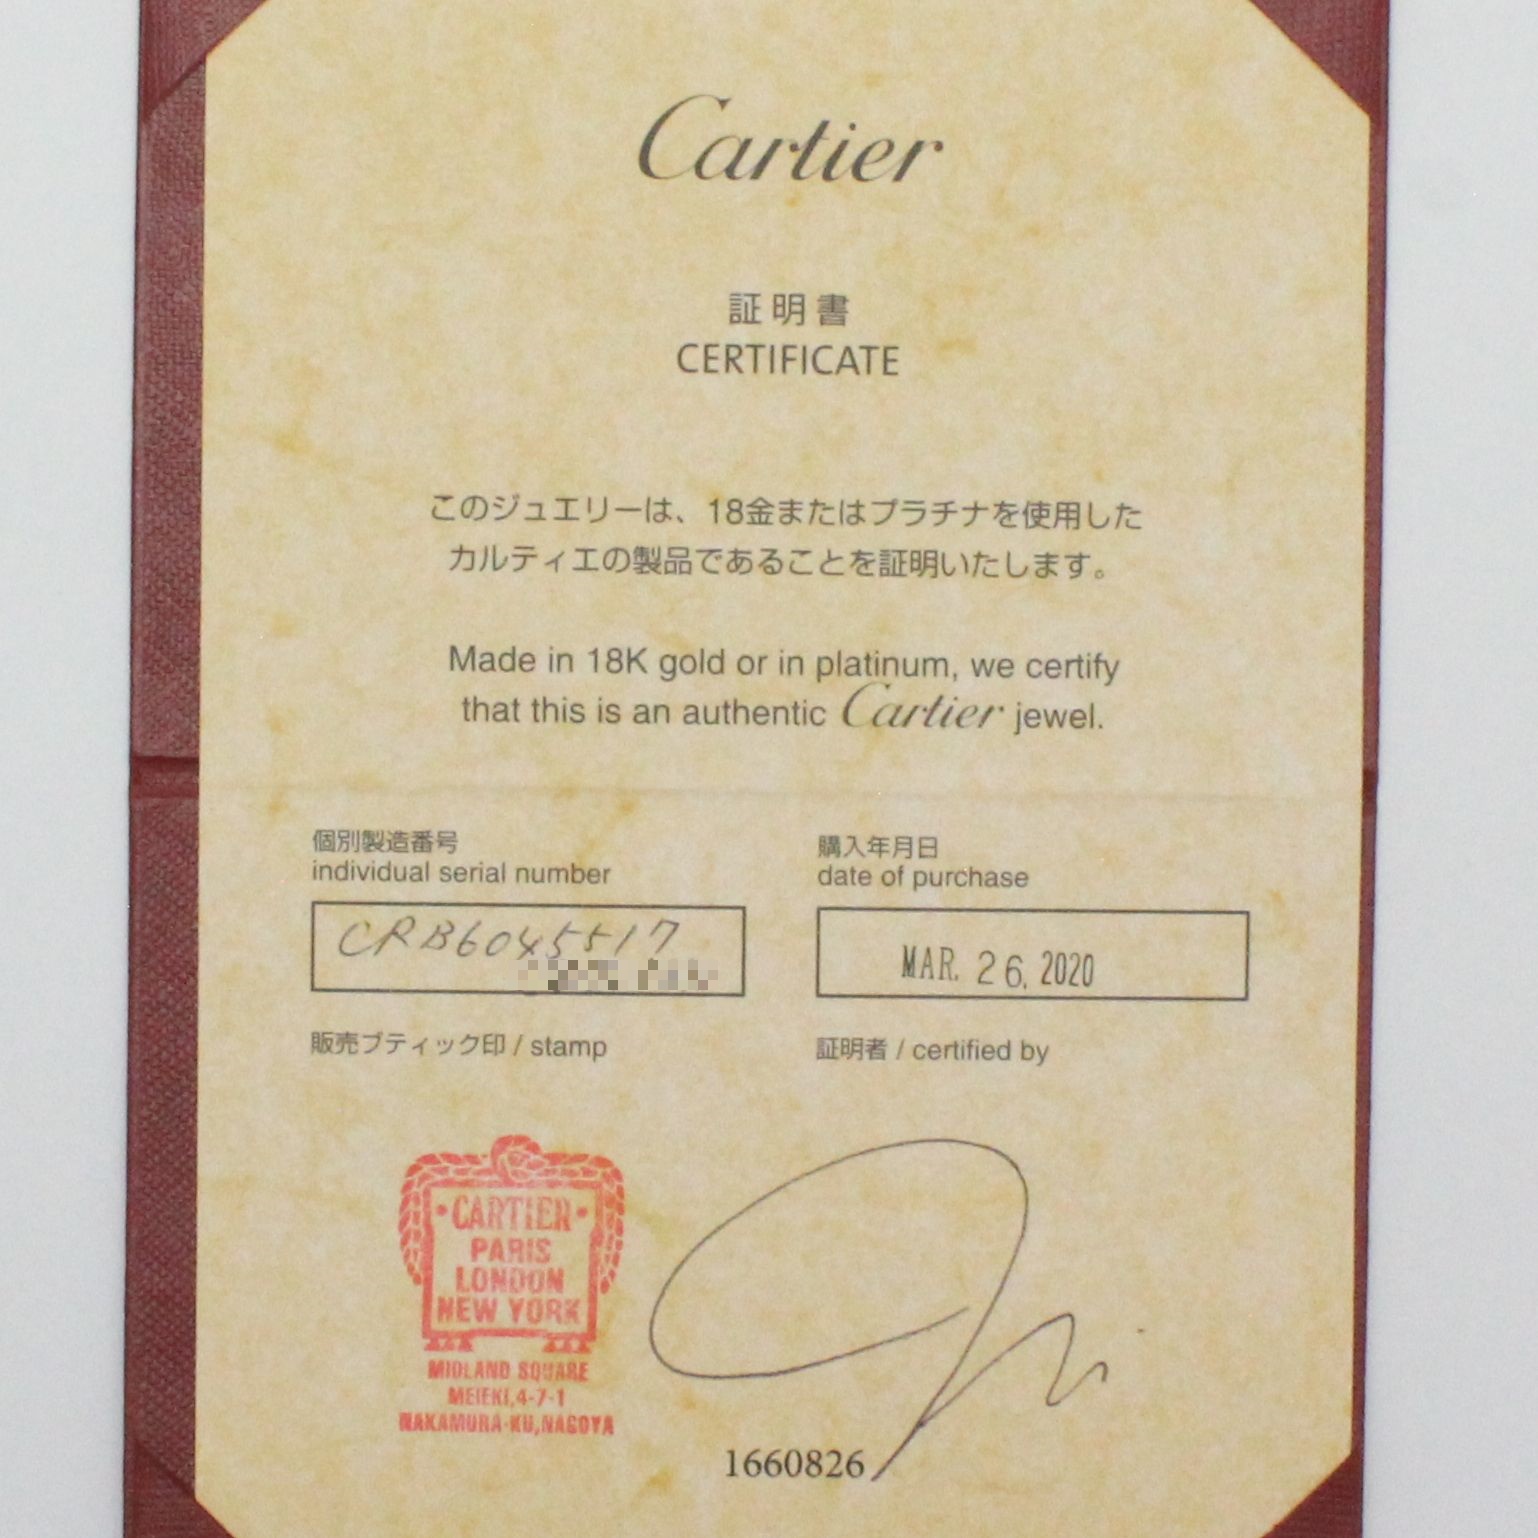 Cartier
証明書
CERTIFICATE
このジュエリーは、18金またはプラチナを使用した
カルティエの製品であることを証明いたします。
Made in 18K gold or in platinum, we certify
that this is an authentic Cartier jewel.
個別製造番号
individual serial number
CRB6045517
購入年月日
date of purchase
MAR. 26, 2020
販売ブティック印 / stamp
証明者 / certified by
・CARTIER・
PARIS
LONDON
NEW YORK
MIDLAND SQUARE
MEIEKI,4-7-1
NAKAMURA-KU,NAGOYA
1660826